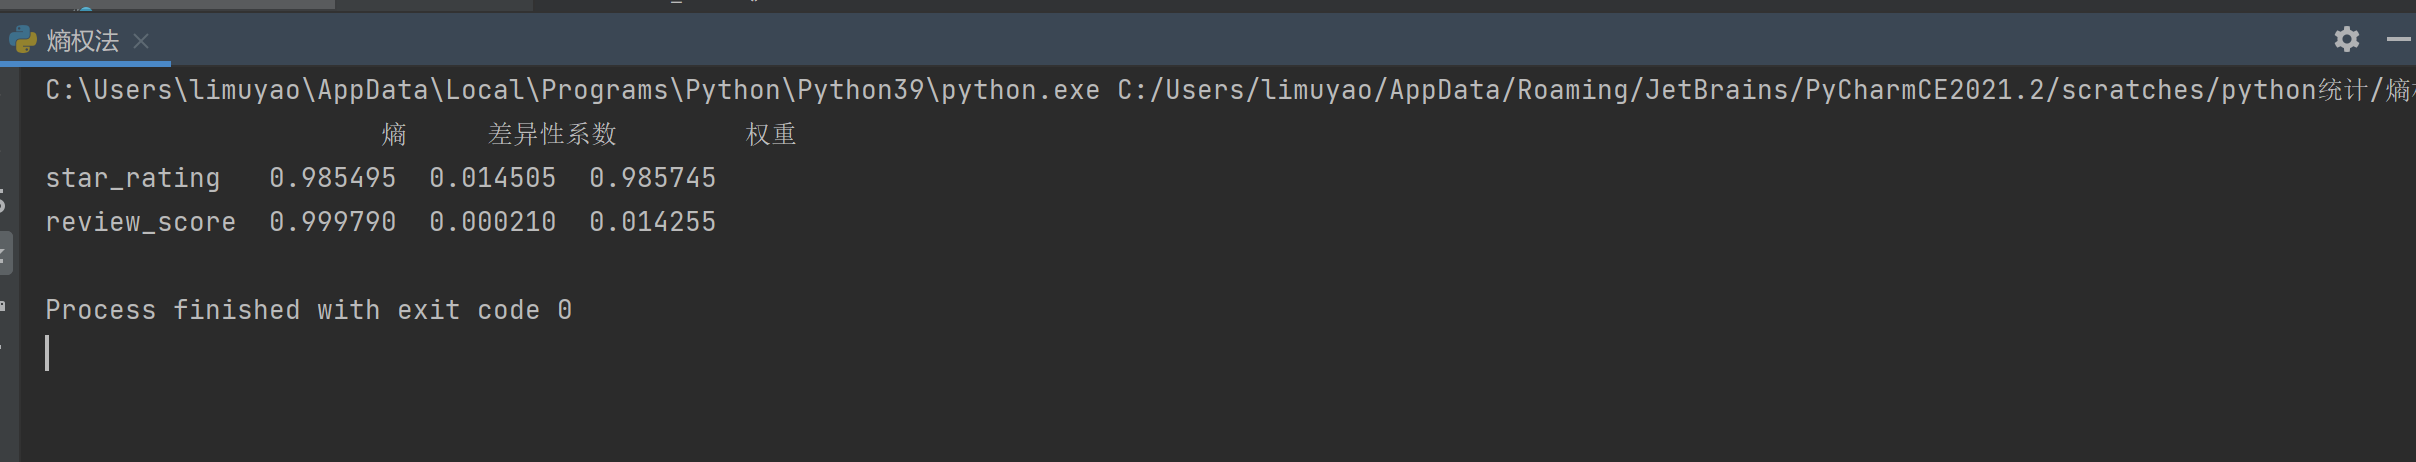 熵权法
C:\Users\limuyao\AppData\Local\Programs\Python\Python39\python.exe C:/Users/limuyao/AppData/Roaming/JetBrains/PyCharmCE2021.2/scratches/python统计/熵
熵 差异性系数 权重
star_rating 0.985495 0.014505 0.985745
review_score 0.999790 0.000210 0.014255
Process finished with exit code 0